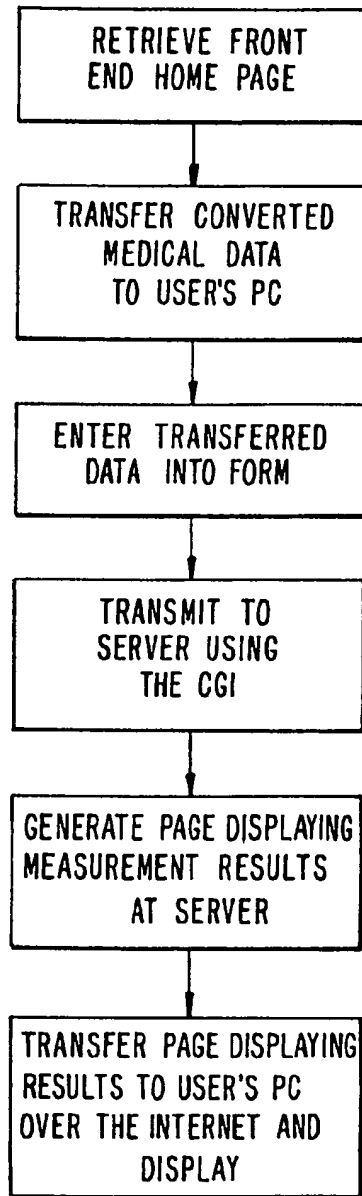 RETRIEVE FRONT
END HOME PAGE
TRANSFER CONVERTED
MEDICAL DATA
TO USER'S PC
ENTER TRANSFERRED
DATA INTO FORM
TRANSMIT TO
SERVER USING
THE CGI
GENERATE PAGE DISPLAYING
MEASUREMENT RESULTS
AT SERVER
TRANSFER PAGE DISPLAYING
RESULTS TO USER'S PC
OVER THE INTERNET AND
DISPLAY